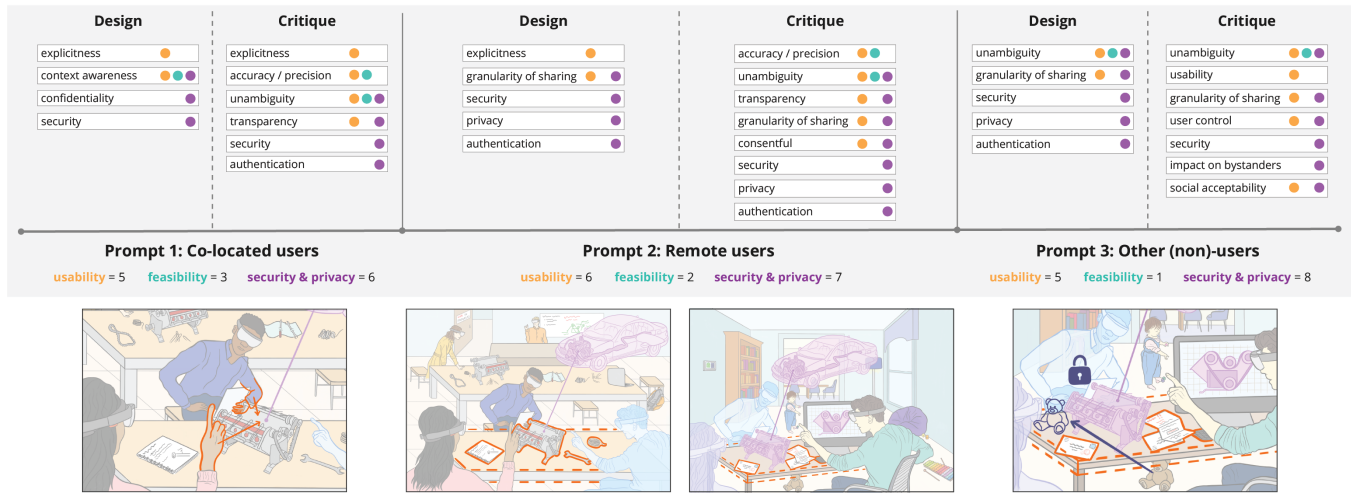 Design
explicitness
context awareness
confidentiality
security
Critique
explicitness
accuracy / precision
unambiguity
transparency
security
authentication
Design
explicitness
granularity of sharing
security
privacy
authentication
Critique
accuracy / precision
unambiguity
transparency
granularity of sharing
consentful
security
privacy
authentication
Design
unambiguity
granularity of sharing
security
privacy
authentication
Critique
unambiguity
usability
granularity of sharing
user control
security
impact on bystanders
social acceptability
Prompt 1: Co-located users
usability = 5 feasibility = 3 security & privacy = 6
Prompt 2: Remote users
usability = 6 feasibility = 2 security & privacy = 7
Prompt 3: Other (non)-users
usability = 5 feasibility = 1 security & privacy = 8